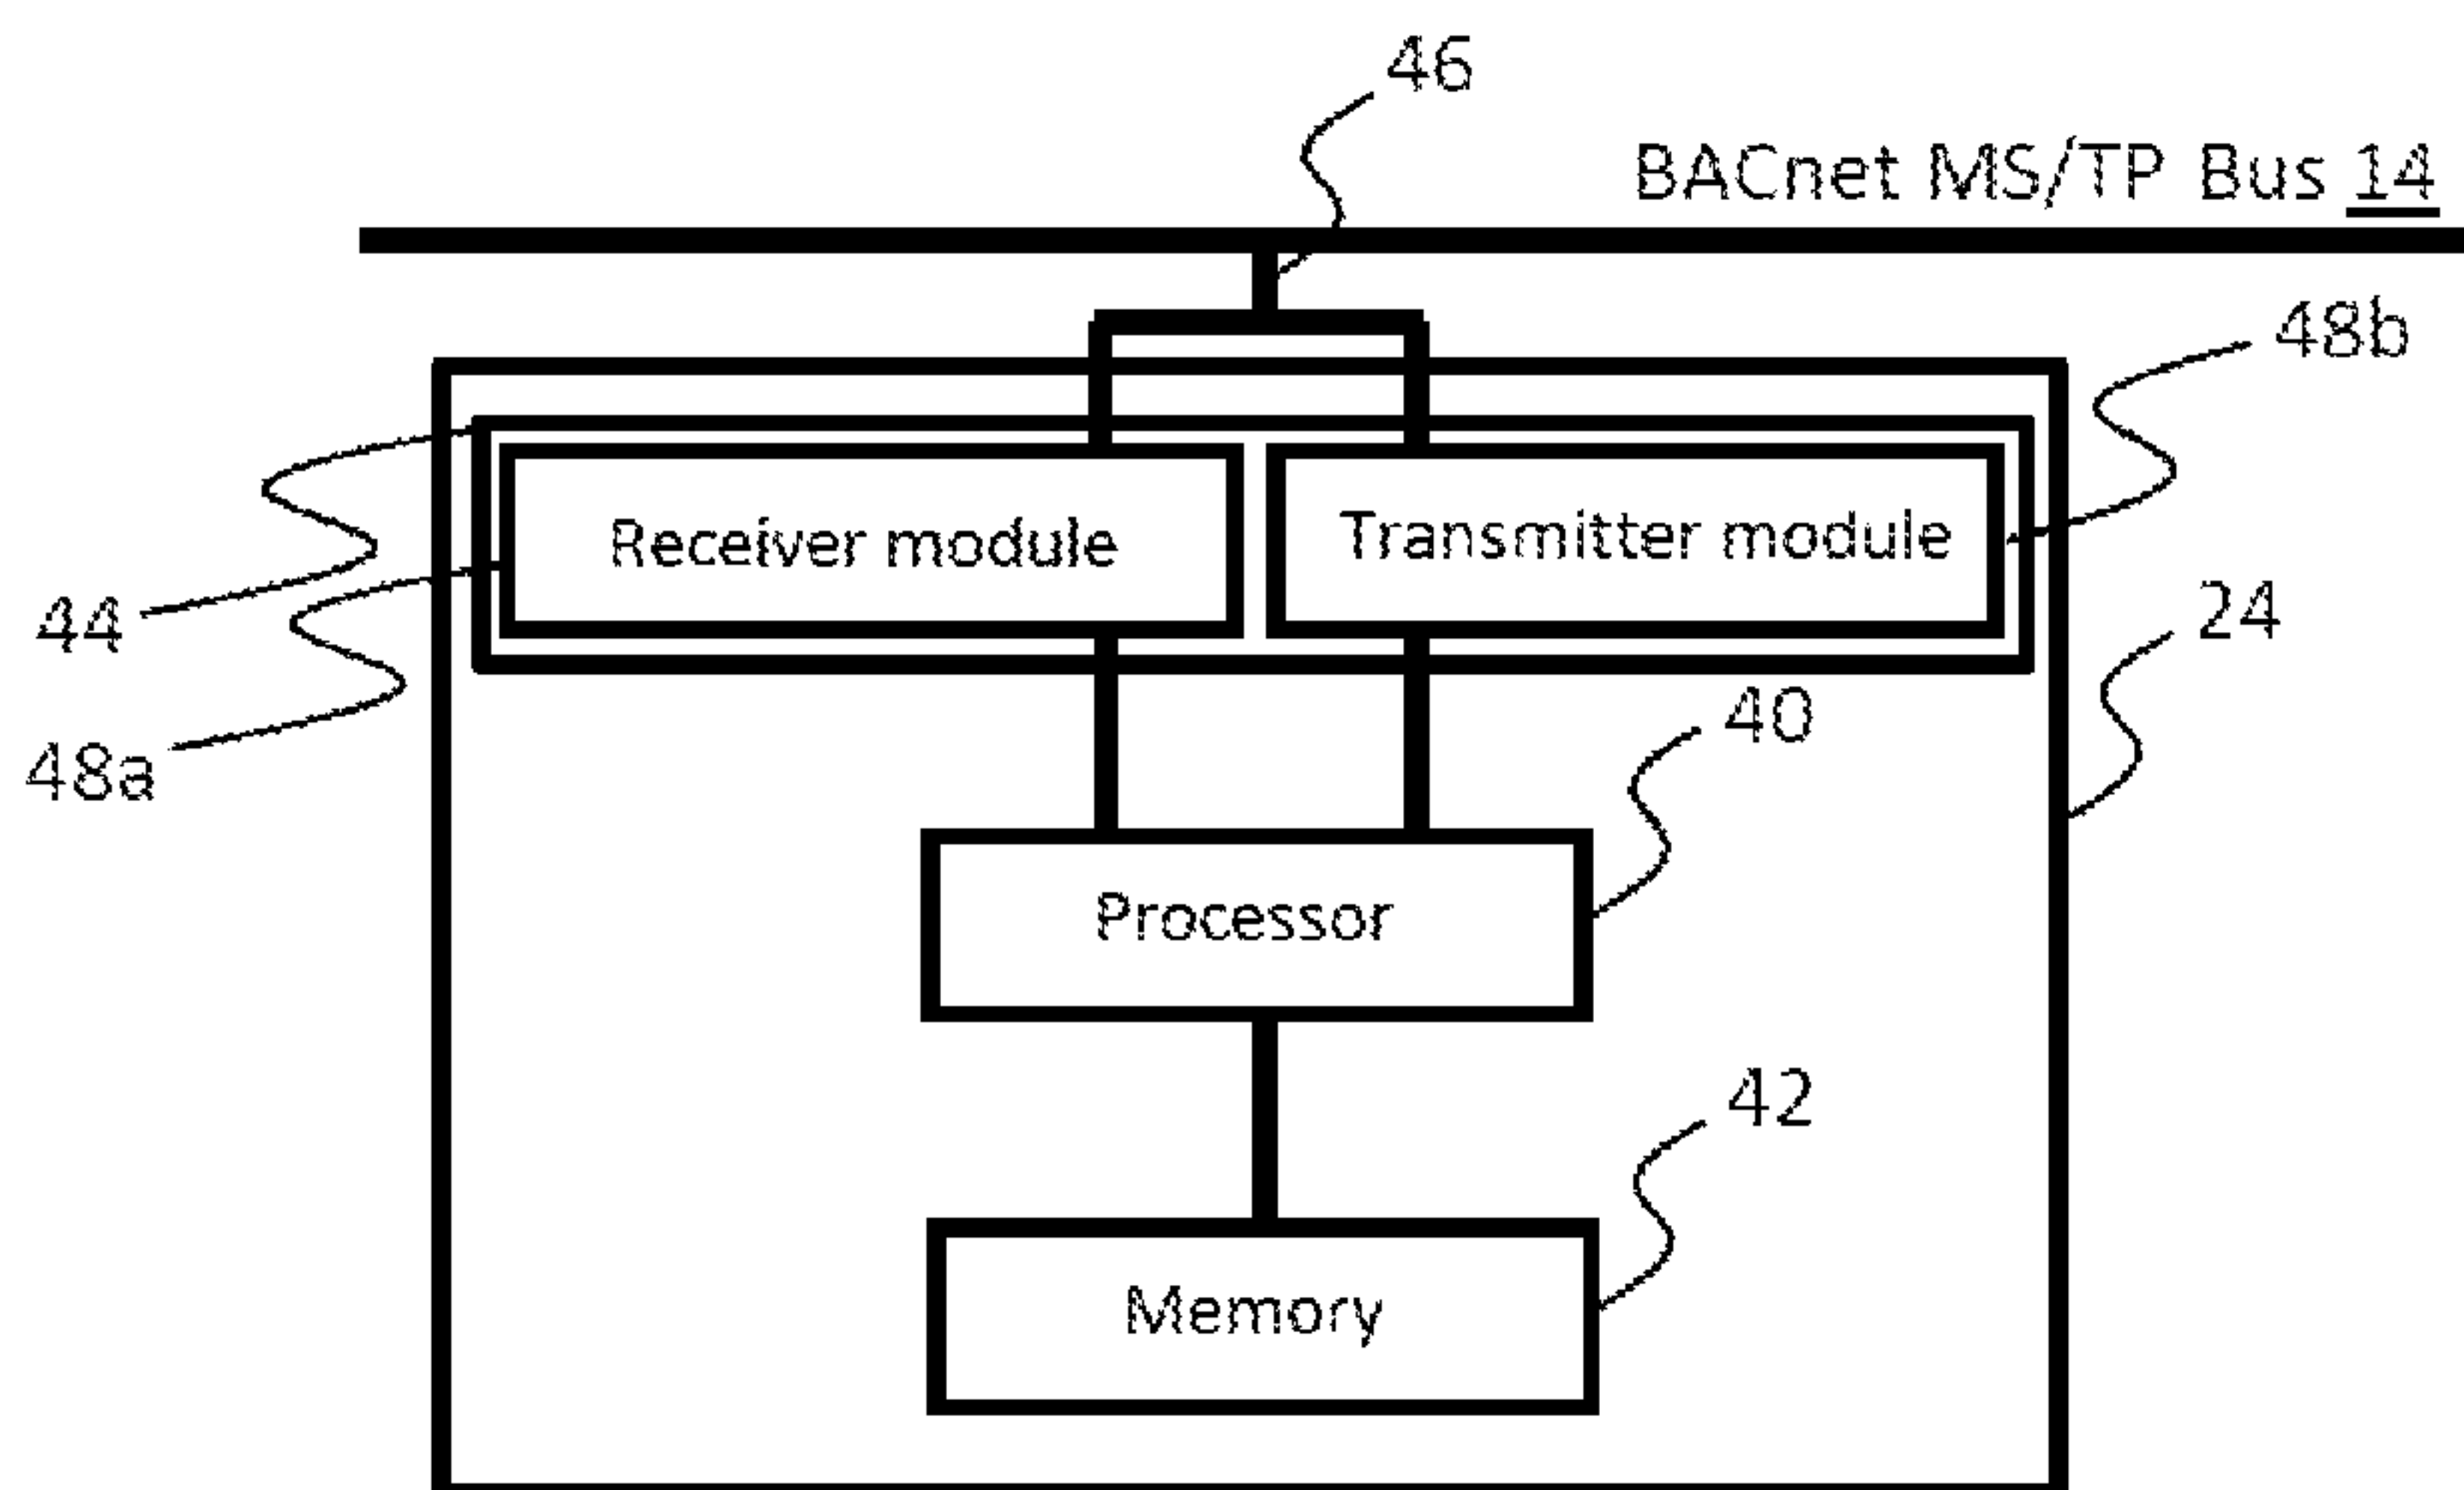 46
BACnet MS/TP Bus 14
48b
Receiver module
Transmitter module
44
24
48a
40
Processor
42
Memory